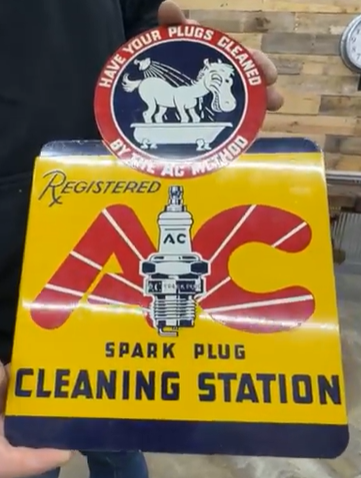 HAVE YOUR PLUGS CLEANED
BY THE AC METHOD
REGISTERED
AC
AC
SPARK PLUG
CLEANING STATION